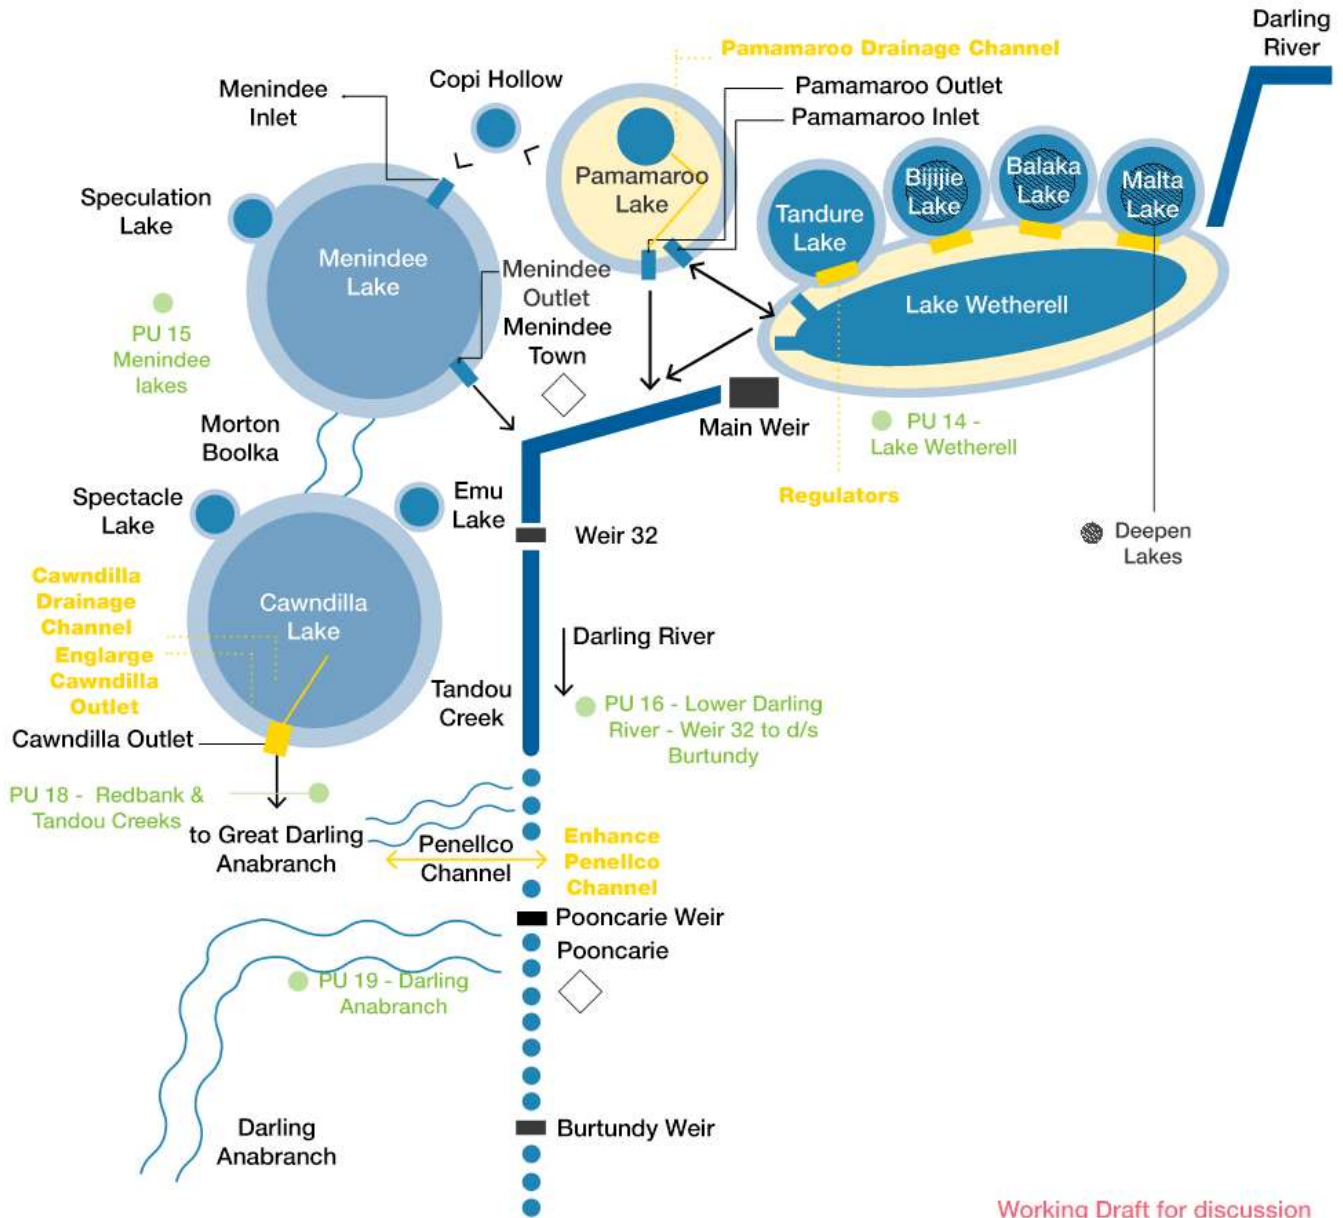 Darling
River
Pamamaroo Drainage Channel
Copi Hollow
Pamamaroo Outlet
Menindee
Inlet
Pamamaroo Inlet
Pamamaroo
Lake
Bijijie
Lake
Balaka
Lake
Malta
Lake
Speculation
Lake
Tandure
Lake
Menindee
Lake
Menindee
Outlet
Menindee
Town
Lake Wetherell
PU 15
Menindee
lakes
Main Weir
PU 14 -
Lake Wetherell
Morton
Boolka
Regulators
Spectacle
Lake
Emu
Lake
Weir 32
Deepen
Lakes
Cawndilla
Drainage
Channel
Englarge
Cawndilla
Outlet
Cawndilla
Lake
Darling River
Tandou
Creek
PU 16 - Lower Darling
River - Weir 32 to d/s
Burtundy
Cawndilla Outlet
PU 18 - Redbank &
Tandou Creeks
to Great Darling
Anabranch
Penellco
Channel
Enhance
Penellco
Channel
Pooncarie Weir
Pooncarie
PU 19 - Darling
Anabranch
Darling
Anabranch
Burtundy Weir
Working Draft for discussion